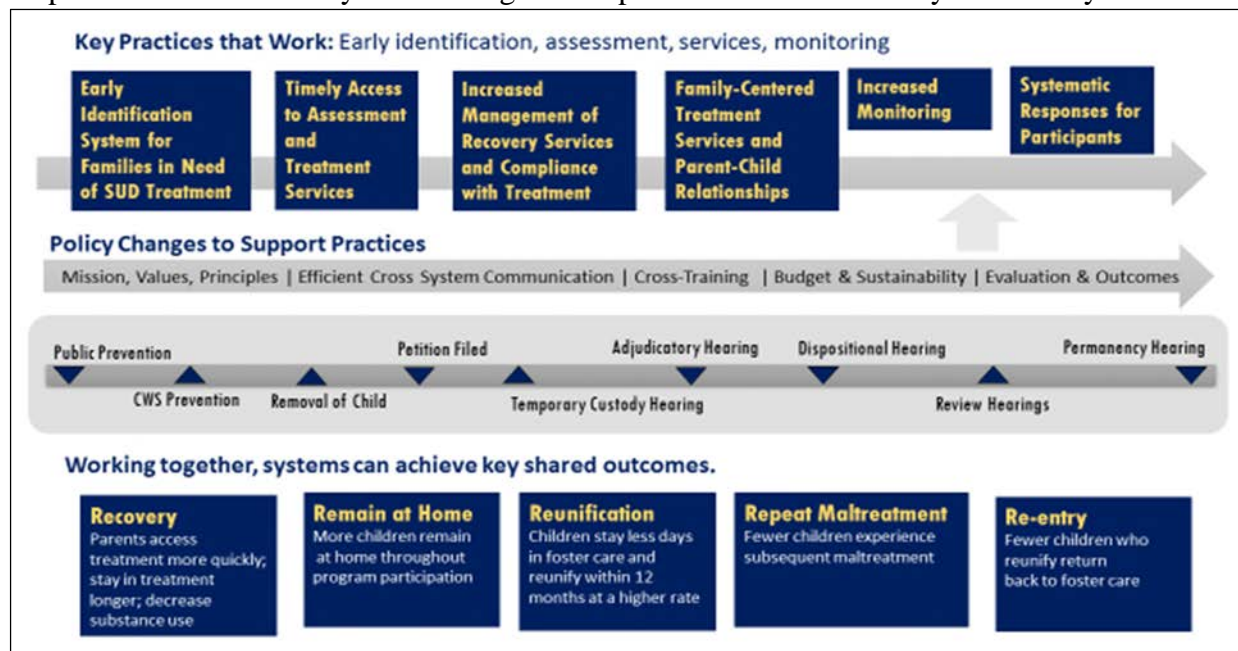 Key Practices that Work: Early identification, assessment, services, monitoring
Early
Identification
System for
Families in Need
of SUD Treatment
Timely Access
to Assessment
and
Treatment
Services
Increased
Management of
Recovery Services
and Compliance
with Treatment
Family-Centered
Treatment
Services and
Parent-Child
Relationships
Increased
Monitoring
Systematic
Responses for
Participants
Policy Changes to Support Practices
Mission, Values, Principles | Efficient Cross System Communication | Cross-Training | Budget & Sustainability | Evaluation & Outcomes
Public Prevention
CWS Prevention
Removal of Child
Petition Filed
Temporary Custody Hearing
Adjudicatory Hearing
Dispositional Hearing
Review Hearings
Permanency Hearing
Working together, systems can achieve key shared outcomes.
Recovery
Parents access
treatment more quickly;
stay in treatment
longer; decrease
substance use
Remain at Home
More children remain
at home throughout
program participation
Reunification
Children stay less days
in foster care and
reunify within 12
months at a higher rate
Repeat Maltreatment
Fewer children experience
subsequent maltreatment
Re-entry
Fewer children who
reunify return
back to foster care